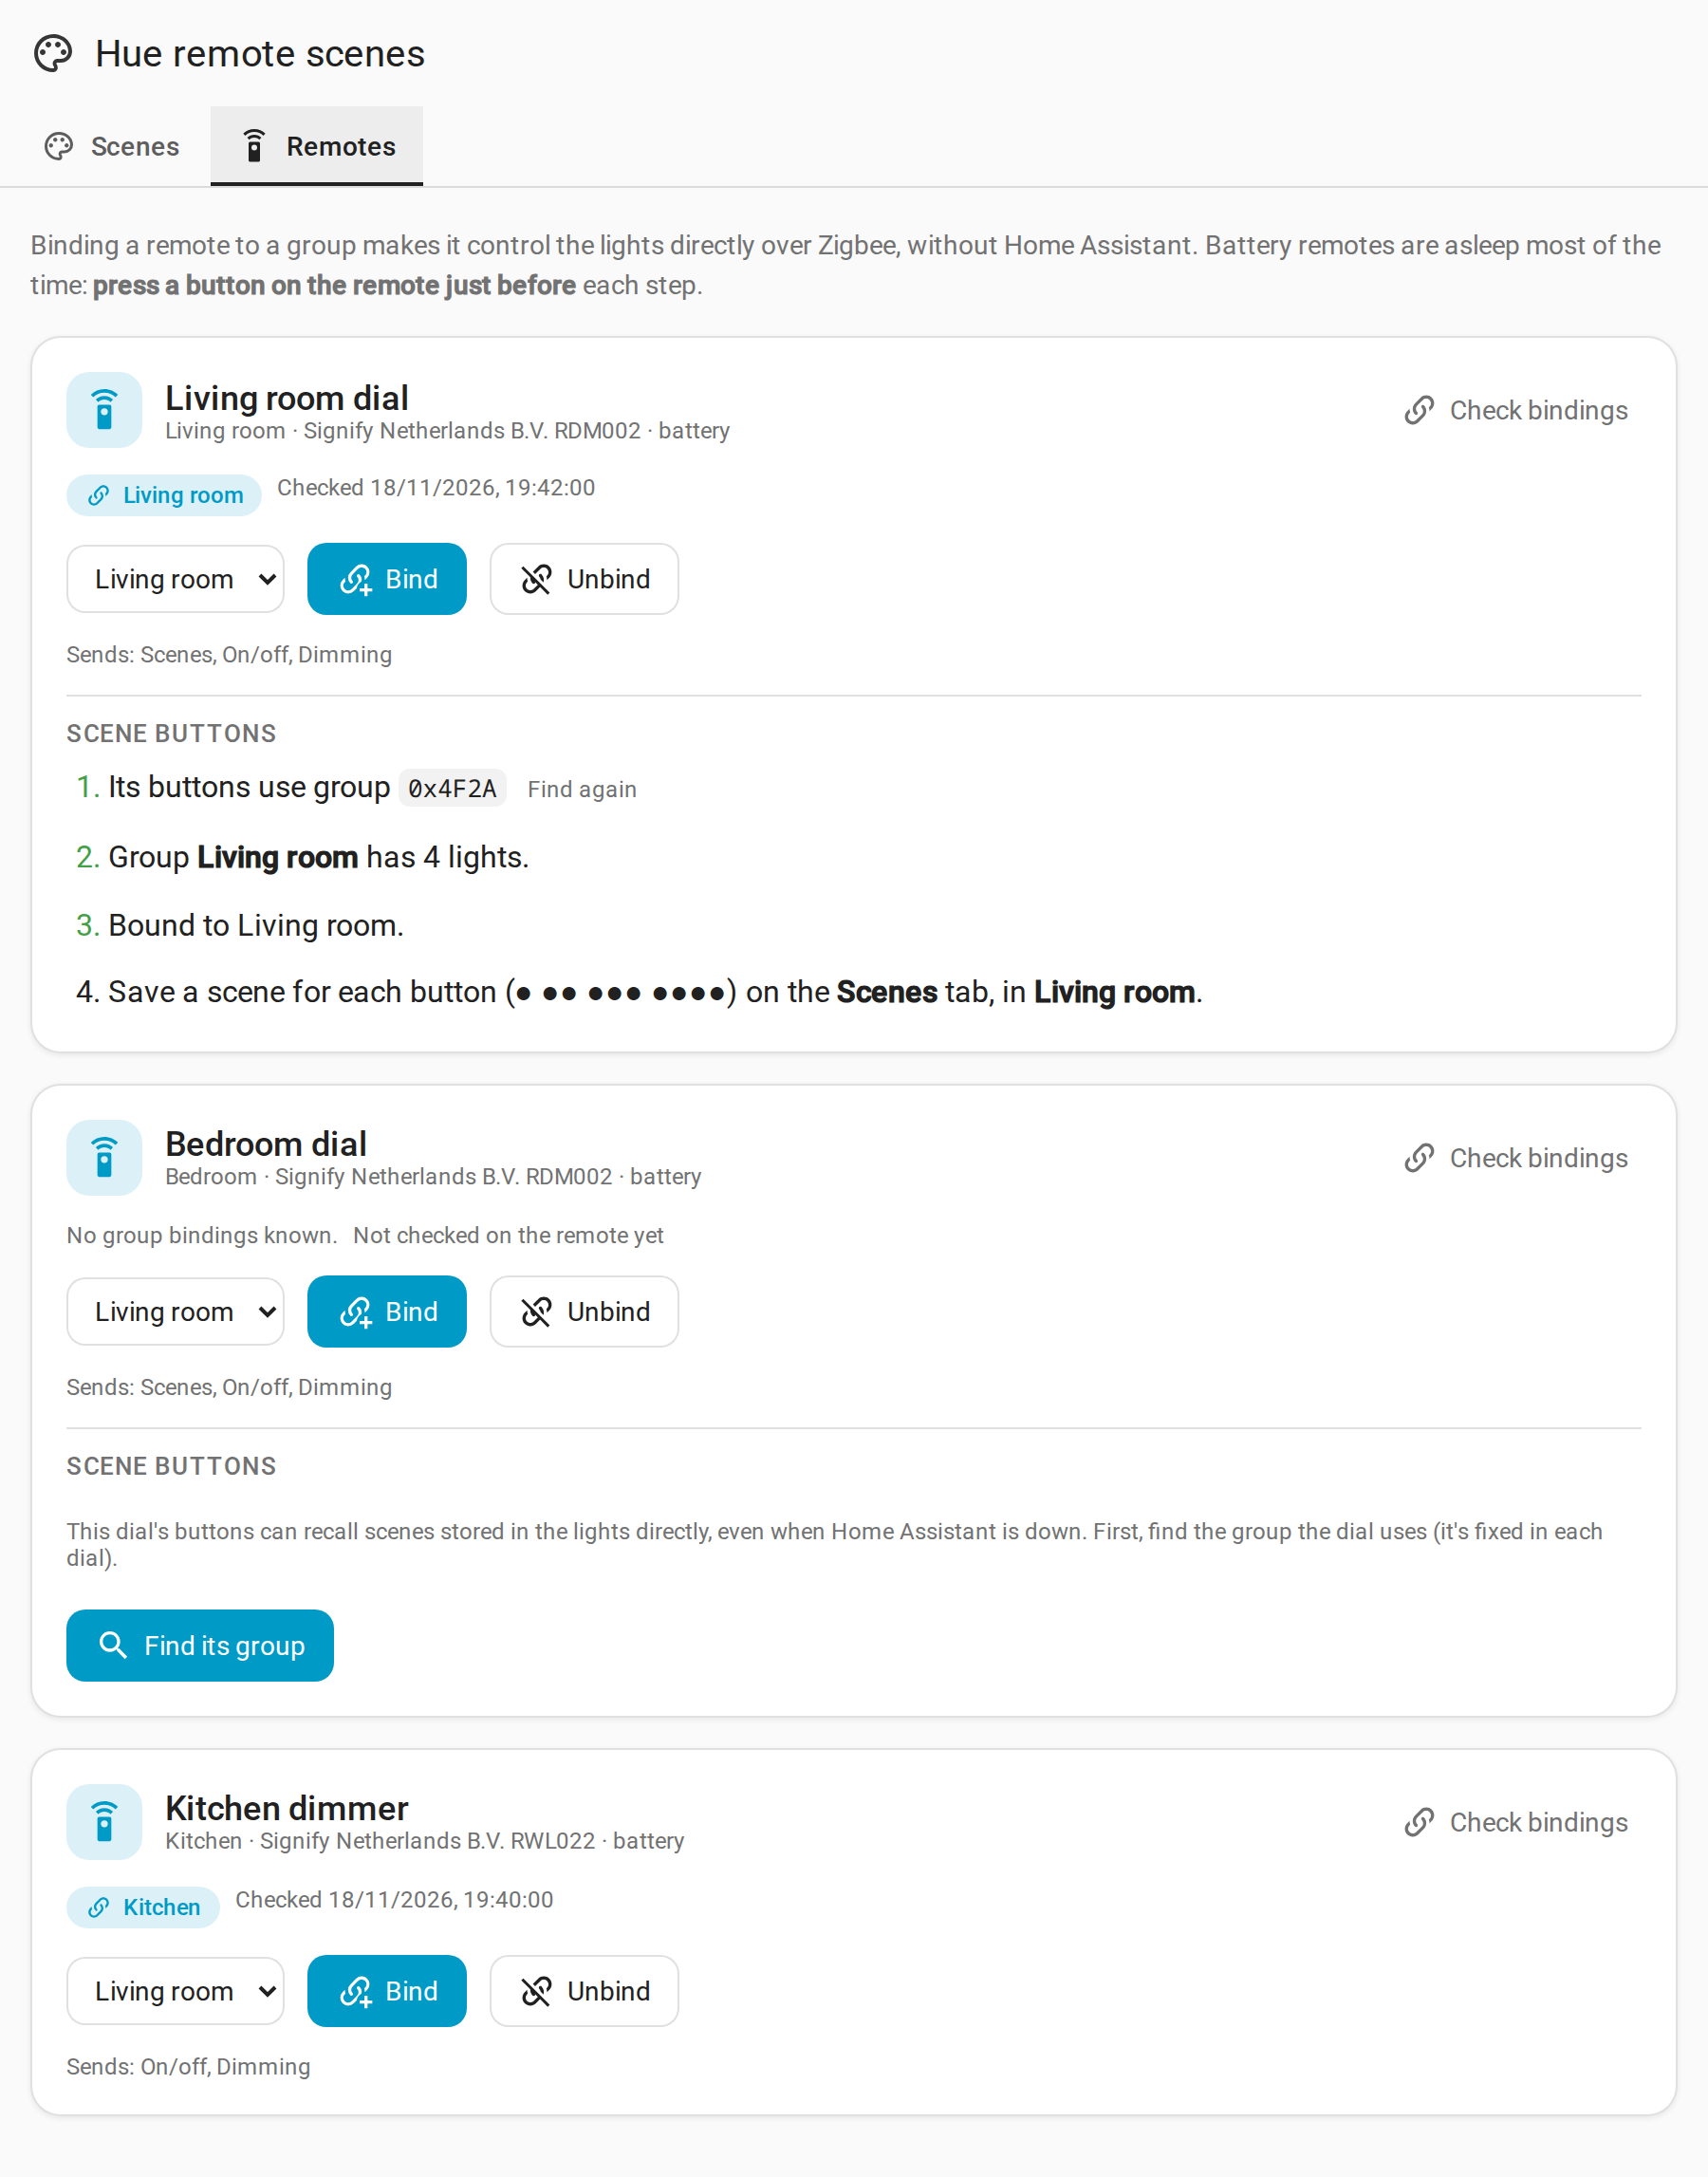 Hue remote scenes
Scenes
Remotes
Binding a remote to a group makes it control the lights directly over Zigbee, without Home Assistant. Battery remotes are asleep most of the
time: press a button on the remote just before each step.
Living room dial
Living room · Signify Netherlands B.V. RDM002 · battery
Check bindings
Living room
Checked 18/11/2026, 19:42:00
Living room
Bind
Unbind
Sends: Scenes, On/off, Dimming
SCENE BUTTONS
1. Its buttons use group 0x4F2A Find again
2. Group Living room has 4 lights.
3. Bound to Living room.
4. Save a scene for each button (● ●● ●●● ●●●●) on the Scenes tab, in Living room.
Bedroom dial
Bedroom · Signify Netherlands B.V. RDM002 · battery
Check bindings
No group bindings known. Not checked on the remote yet
Living room
Bind
Unbind
Sends: Scenes, On/off, Dimming
SCENE BUTTONS
This dial's buttons can recall scenes stored in the lights directly, even when Home Assistant is down. First, find the group the dial uses (it's fixed in each
dial).
Find its group
Kitchen dimmer
Kitchen · Signify Netherlands B.V. RWL022 · battery
Check bindings
Kitchen
Checked 18/11/2026, 19:40:00
Living room
Bind
Unbind
Sends: On/off, Dimming